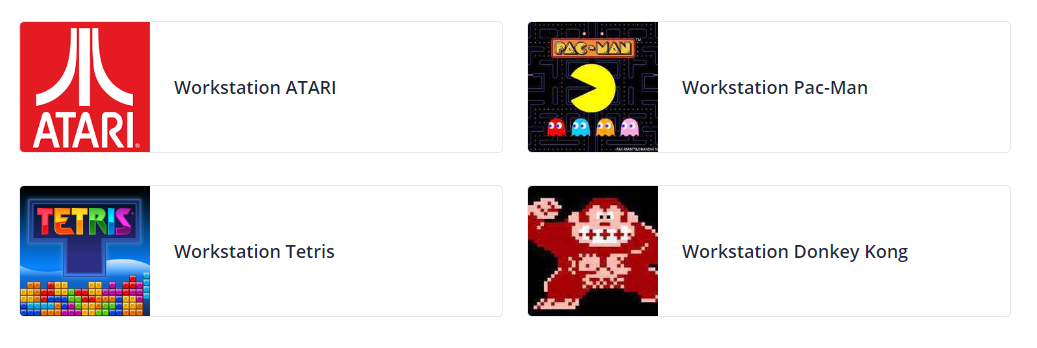 ATARI
Workstation ATARI
PAC-MAN
Workstation Pac-Man
TETRIS
Workstation Tetris
Workstation Donkey Kong